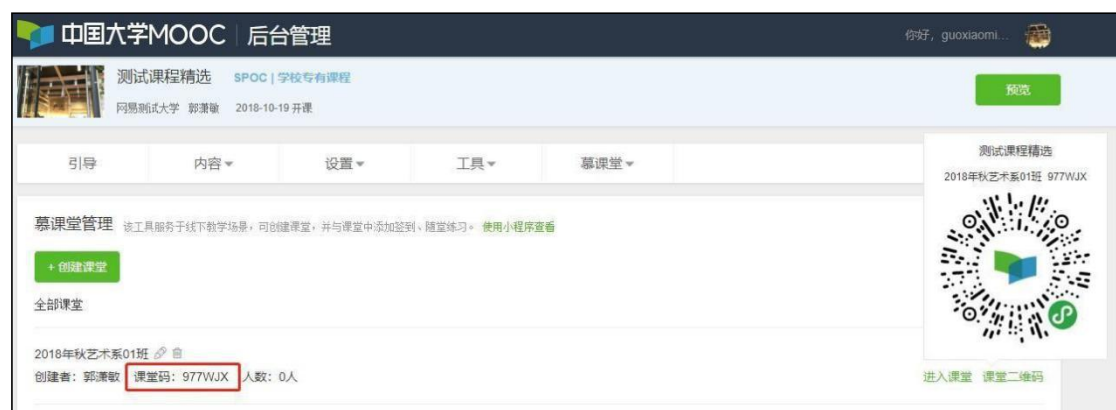 中国大学MOOC | 后台管理
你好，guoxiaomi...
测试课程精选 SPOC | 学校专有课程
网易测试大学 郭潇敏 2018-10-19 开课
预览
引导 内容 设置 工具 慕课堂
测试课程精选
2018年秋艺术系01班 977WJX
慕课堂管理 该工具服务于线下教学场景，可创建课堂，并与课堂中添加签到、随堂练习。 使用小程序查看
+ 创建课堂
全部课堂
2018年秋艺术系01班
创建者：郭潇敏 课堂码：977WJX 人数：0人
进入课堂 课堂二维码